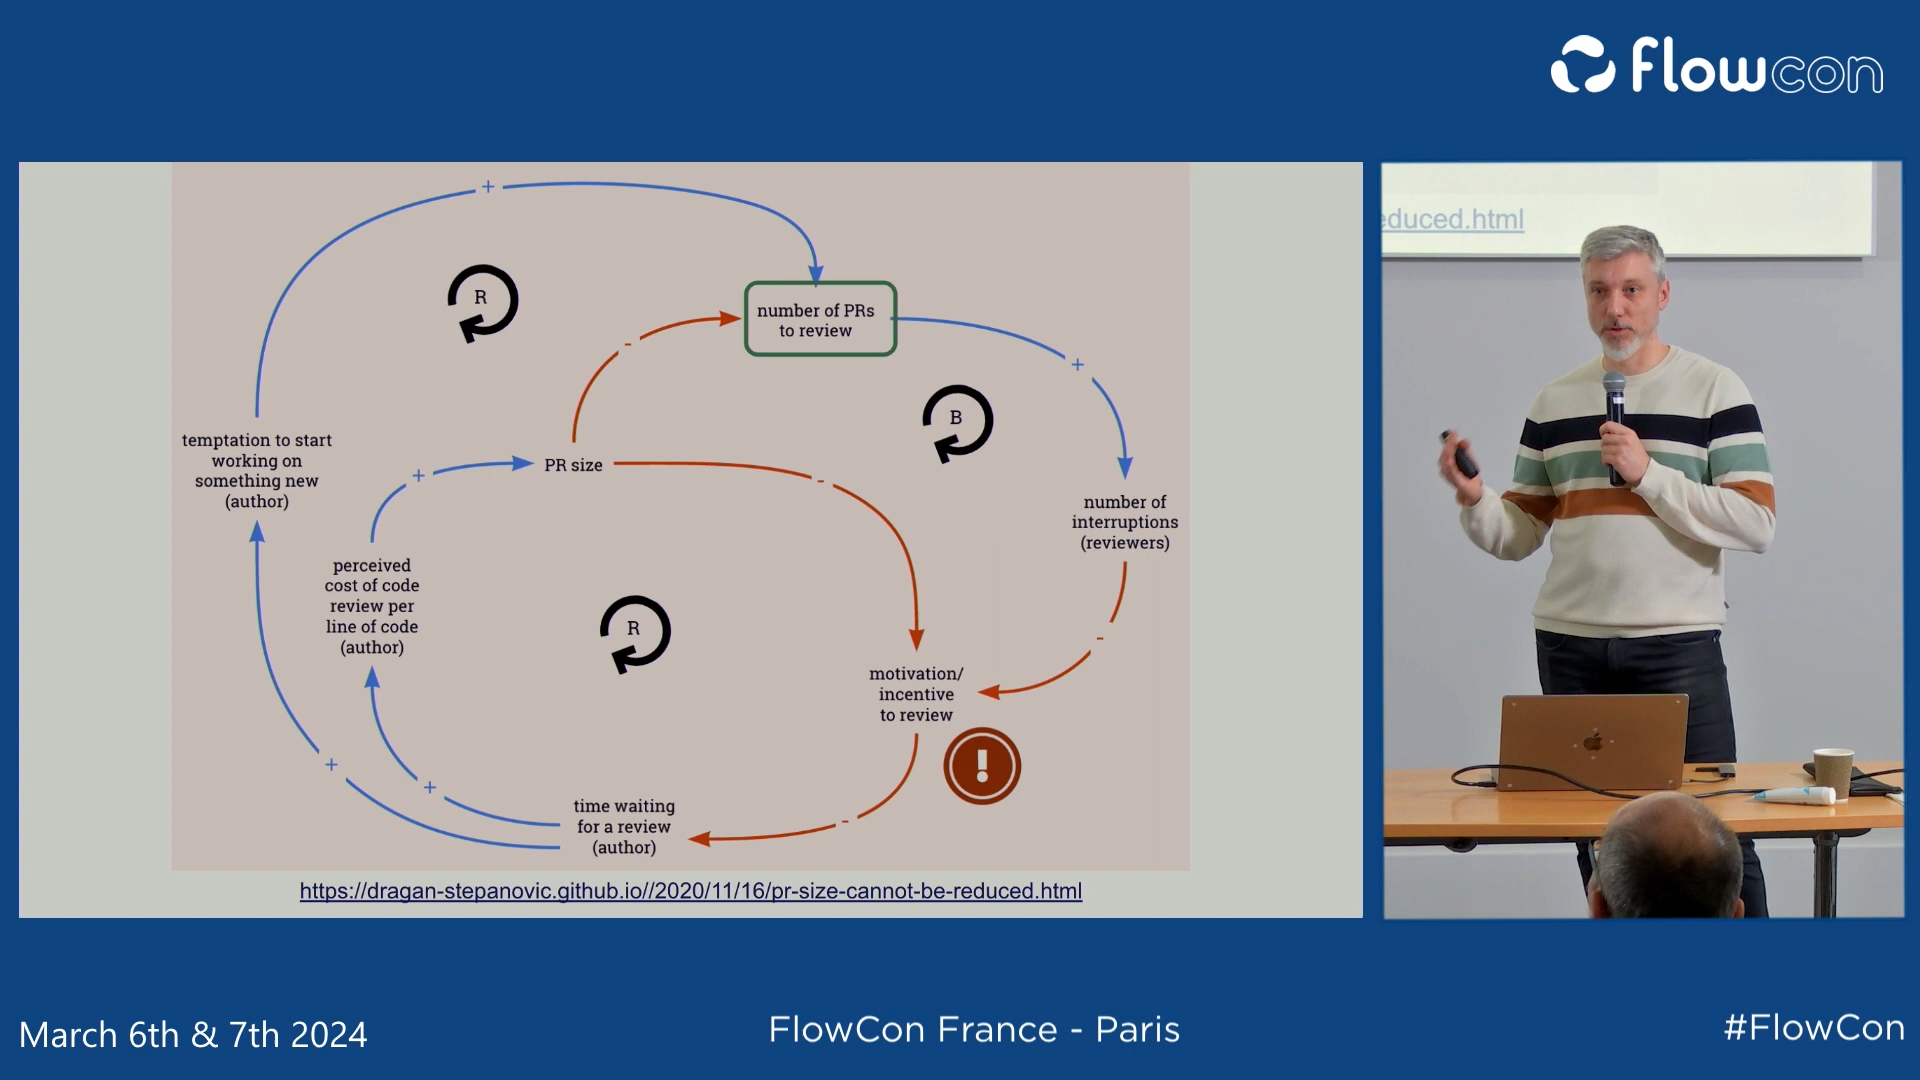 flowcon
+
R
number of PRs
to review
-
+
B
temptation to start
working on
something new
(author)
+
PR size
-
number of
interruptions
(reviewers)
perceived
cost of code
review per
line of code
(author)
R
-
motivation/
incentive
to review
!
+
+
time waiting
for a review
(author)
-
https://dragan-stepanovic.github.io//2020/11/16/pr-size-cannot-be-reduced.html
educed.html
March 6th & 7th 2024
FlowCon France - Paris
#FlowCon